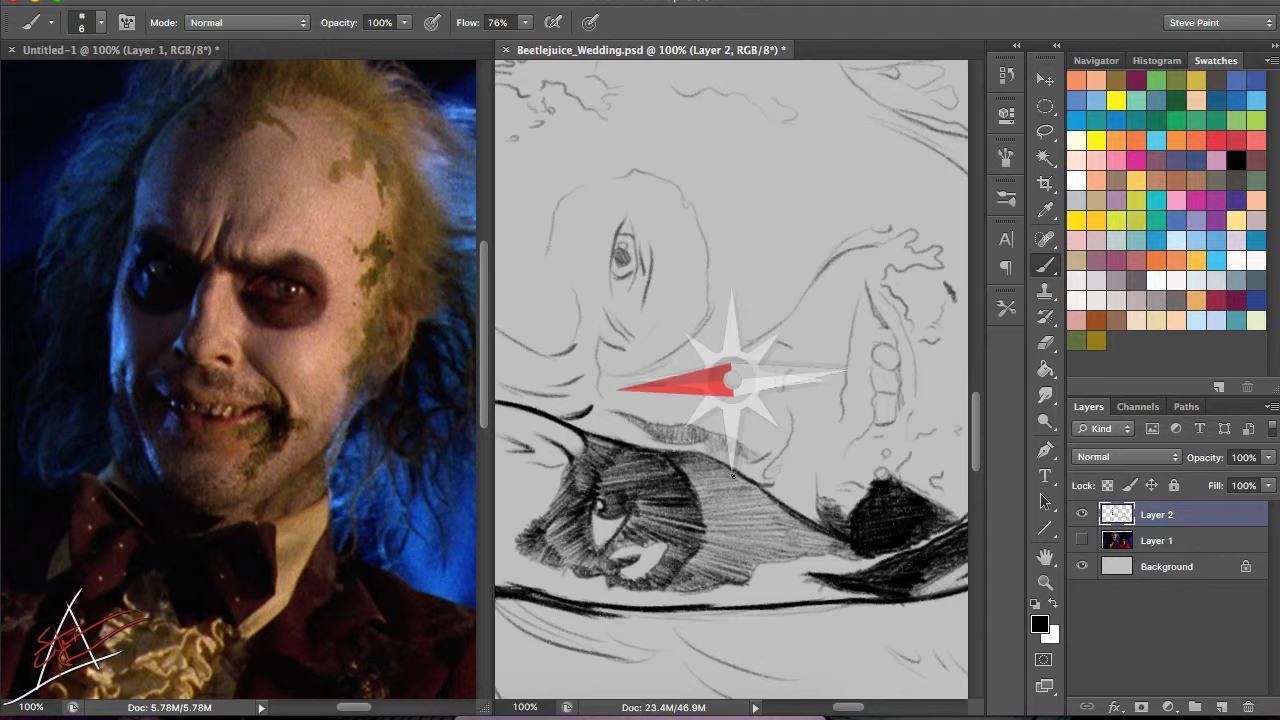 6 Mode: Normal Opacity: 100% Flow: 76% Steve Paint
Untitled-1 @ 100% (Layer 1, RGB/8*) *
Beetlejuice_Wedding.psd @ 100% (Layer 2, RGB/8*) *
Navigator Histogram Swatches
Layers Channels Paths
Kind
Normal Opacity: 100%
Lock: Fill: 100%
Layer 2
Layer 1
Background
100% Doc: 5.78M/5.78M
100% Doc: 23.4M/46.9M